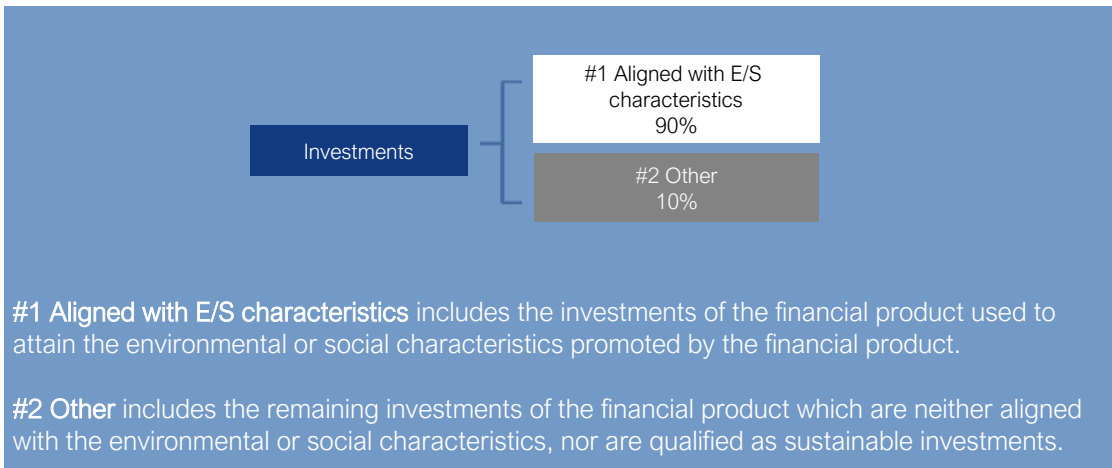 #1 Aligned with E/S
characteristics
90%
Investments
#2 Other
10%
#1 Aligned with E/S characteristics includes the investments of the financial product used to
attain the environmental or social characteristics promoted by the financial product.
#2 Other includes the remaining investments of the financial product which are neither aligned
with the environmental or social characteristics, nor are qualified as sustainable investments.